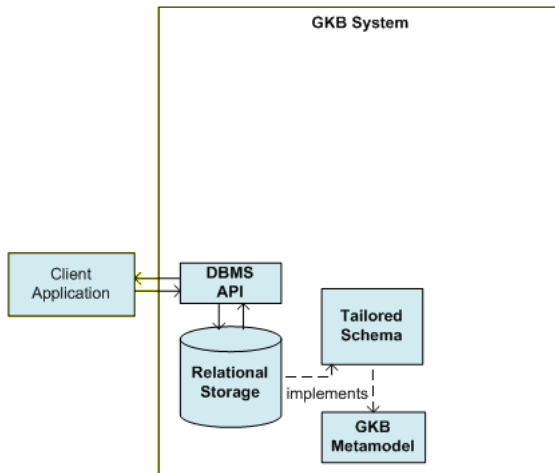 GKB System
Client
Application
DBMS
API
Tailored
Schema
Relational
Storage
implements
GKB
Metamodel